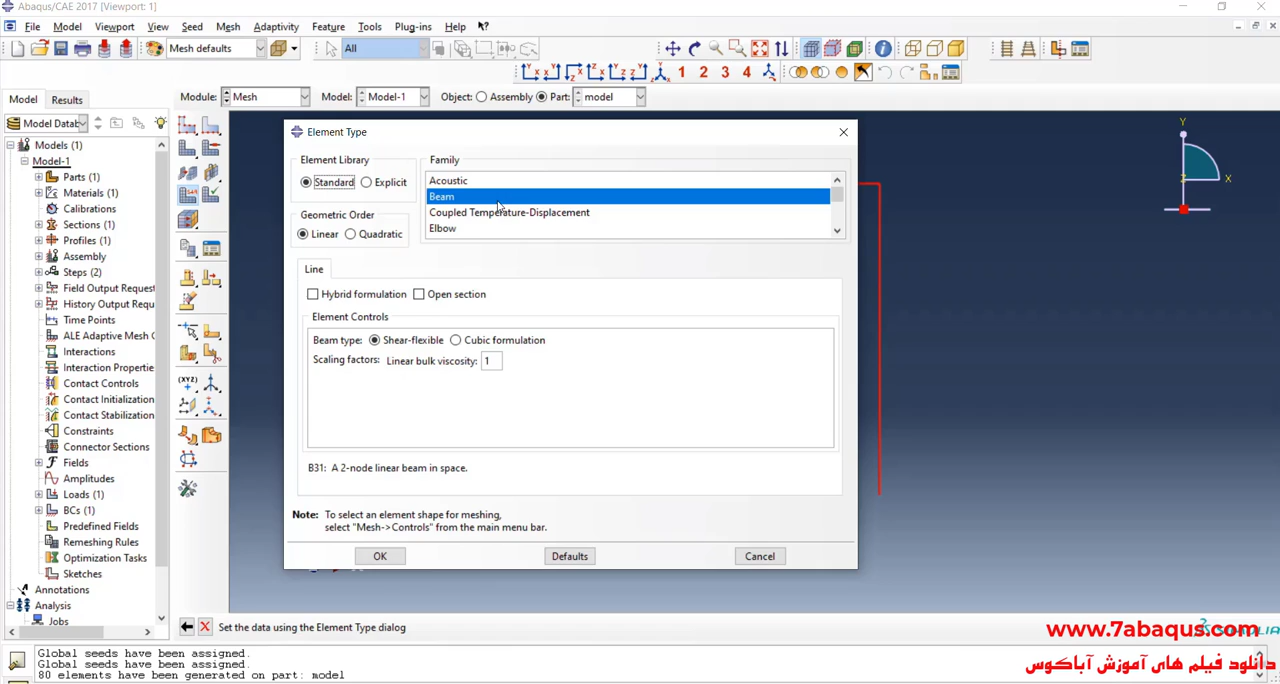 Abaqus/CAE 2017 [Viewport: 1]
File Model Viewport View Seed Mesh Adaptivity Feature Tools Plug-ins Help
Mesh defaults All
1 2 3 4
Model Results Module: Mesh Model: Model-1 Object: Assembly Part: model
Model Datab
Models (1)
Model-1
Parts (1)
Materials (1)
Calibrations
Sections (1)
Profiles (1)
Assembly
Steps (2)
Field Output Request
History Output Requ
Time Points
ALE Adaptive Mesh C
Interactions
Interaction Propertie
Contact Controls
Contact Initialization
Contact Stabilization
Constraints
Connector Sections
Fields
Amplitudes
Loads (1)
BCs (1)
Predefined Fields
Remeshing Rules
Optimization Tasks
Sketches
Annotations
Analysis
Jobs
(XYZ)
Element Type
Element Library
Standard Explicit
Geometric Order
Linear Quadratic
Family
Acoustic
Beam
Coupled Temperature-Displacement
Elbow
Line
Hybrid formulation Open section
Element Controls
Beam type: Shear-flexible Cubic formulation
Scaling factors: Linear bulk viscosity: 1
B31: A 2-node linear beam in space.
Note: To select an element shape for meshing,
select "Mesh->Controls" from the main menu bar.
OK Defaults Cancel
Y
Z X
Set the data using the Element Type dialog
SIMULIA
www.7abaqus.com
دانلود فیلم های آموزش آباکوس
Global seeds have been assigned.
Global seeds have been assigned.
80 elements have been generated on part: model